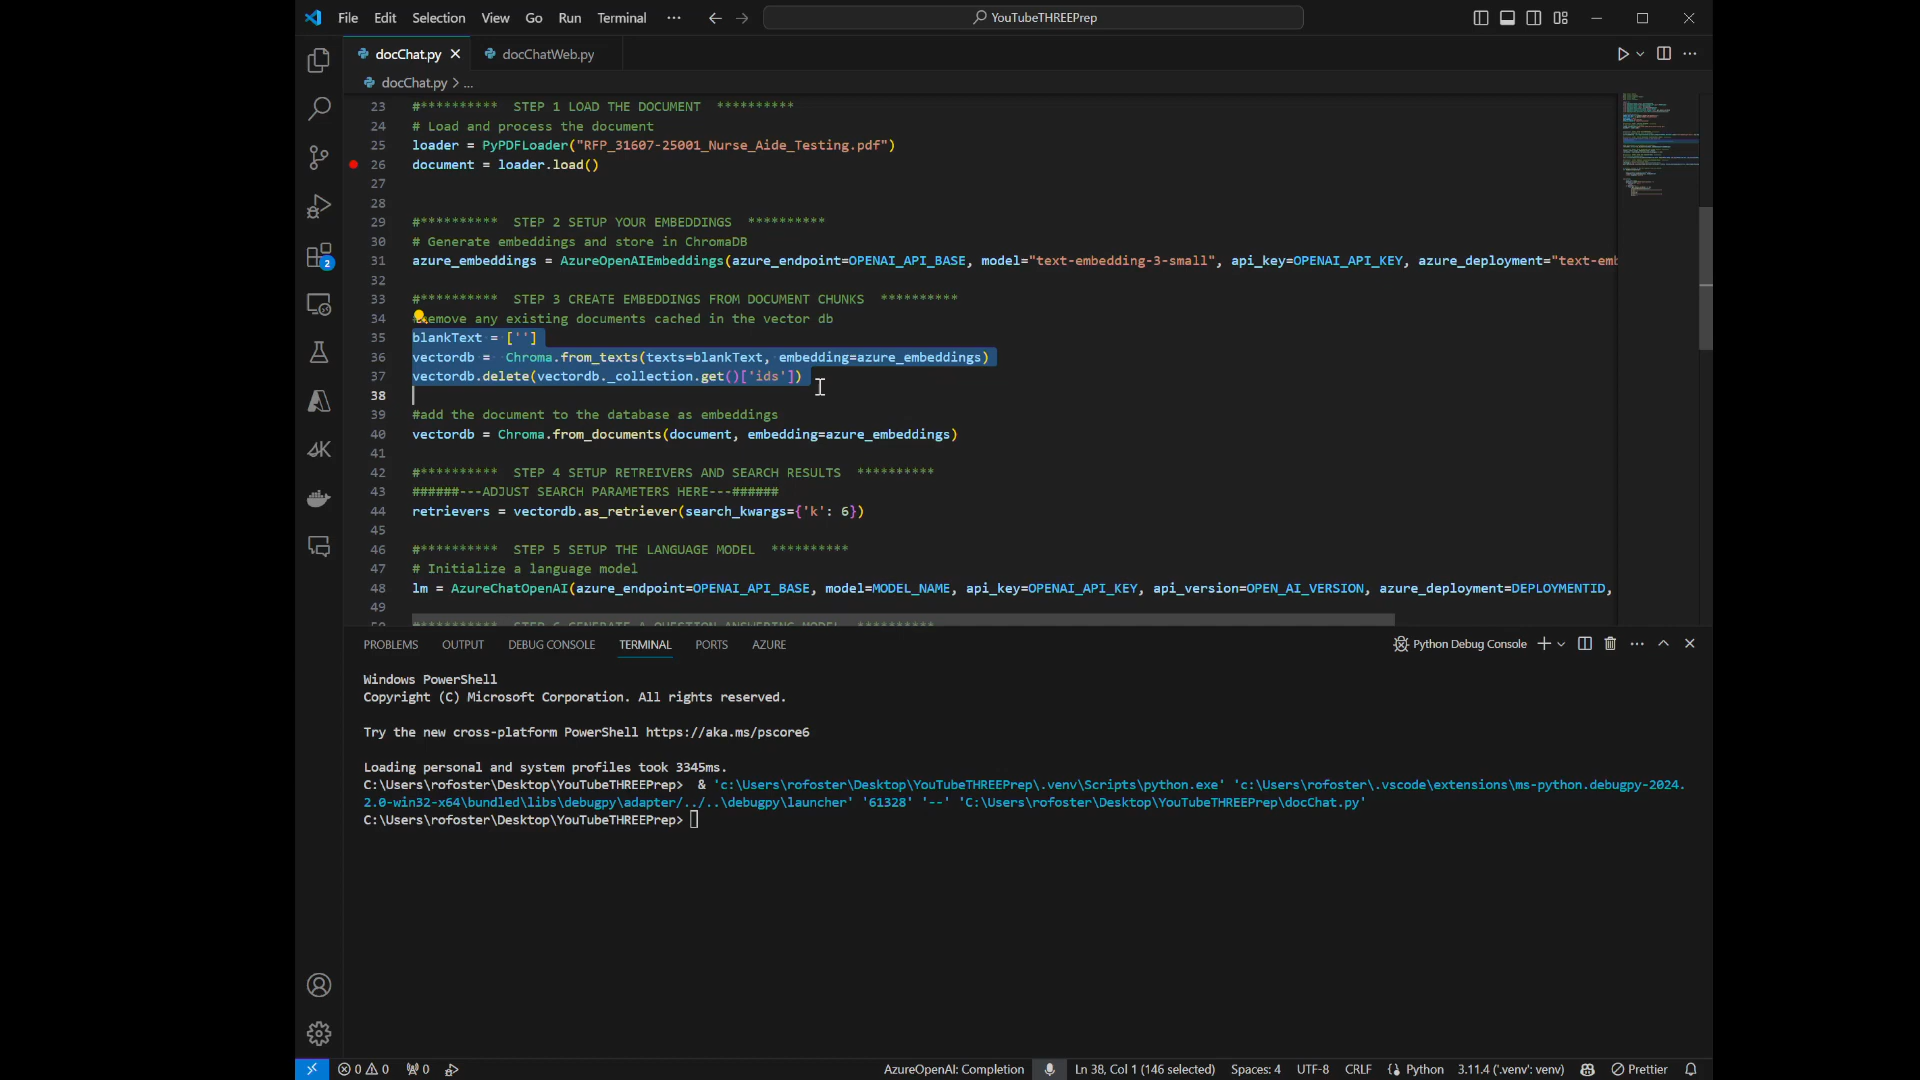 File Edit Selection View Go Run Terminal ··· YouTubeTHREEPrep
docChat.py docChatWeb.py
docChat.py > ...
23 #********** STEP 1 LOAD THE DOCUMENT **********
24 # Load and process the document
25 loader = PyPDFLoader("RFP_31607-25001_Nurse_Aide_Testing.pdf")
26 document = loader.load()
27
28
29 #********** STEP 2 SETUP YOUR EMBEDDINGS **********
30 # Generate embeddings and store in ChromaDB
31 azure_embeddings = AzureOpenAIEmbeddings(azure_endpoint=OPENAI_API_BASE, model="text-embedding-3-small", api_key=OPENAI_API_KEY, azure_deployment="text-emb
32
33 #********** STEP 3 CREATE EMBEDDINGS FROM DOCUMENT CHUNKS **********
34 emove any existing documents cached in the vector db
35 blankText = ['']
36 vectordb = Chroma.from_texts(texts=blankText, embedding=azure_embeddings)
37 vectordb.delete(vectordb._collection.get()['ids'])
38
39 #add the document to the database as embeddings
40 vectordb = Chroma.from_documents(document, embedding=azure_embeddings)
41
42 #********** STEP 4 SETUP RETREIVERS AND SEARCH RESULTS **********
43 ######---ADJUST SEARCH PARAMETERS HERE---######
44 retrievers = vectordb.as_retriever(search_kwargs={'k': 6})
45
46 #********** STEP 5 SETUP THE LANGUAGE MODEL **********
47 # Initialize a language model
48 lm = AzureChatOpenAI(azure_endpoint=OPENAI_API_BASE, model=MODEL_NAME, api_key=OPENAI_API_KEY, api_version=OPEN_AI_VERSION, azure_deployment=DEPLOYMENTID,
49
2
PROBLEMS OUTPUT DEBUG CONSOLE TERMINAL PORTS AZURE Python Debug Console
Windows PowerShell
Copyright (C) Microsoft Corporation. All rights reserved.
Try the new cross-platform PowerShell https://aka.ms/pscore6
Loading personal and system profiles took 3345ms.
C:\Users\rofoster\Desktop\YouTubeTHREEPrep> & 'c:\Users\rofoster\Desktop\YouTubeTHREEPrep\.venv\Scripts\python.exe' 'c:\Users\rofoster\.vscode\extensions\ms-python.debugpy-2024.
2.0-win32-x64\bundled\libs\debugpy\adapter/../..\debugpy\launcher' '61328' '--' 'C:\Users\rofoster\Desktop\YouTubeTHREEPrep\docChat.py'
C:\Users\rofoster\Desktop\YouTubeTHREEPrep>
0 0 0 AzureOpenAI: Completion Ln 38, Col 1 (146 selected) Spaces: 4 UTF-8 CRLF Python 3.11.4 ('.venv': venv) Prettier